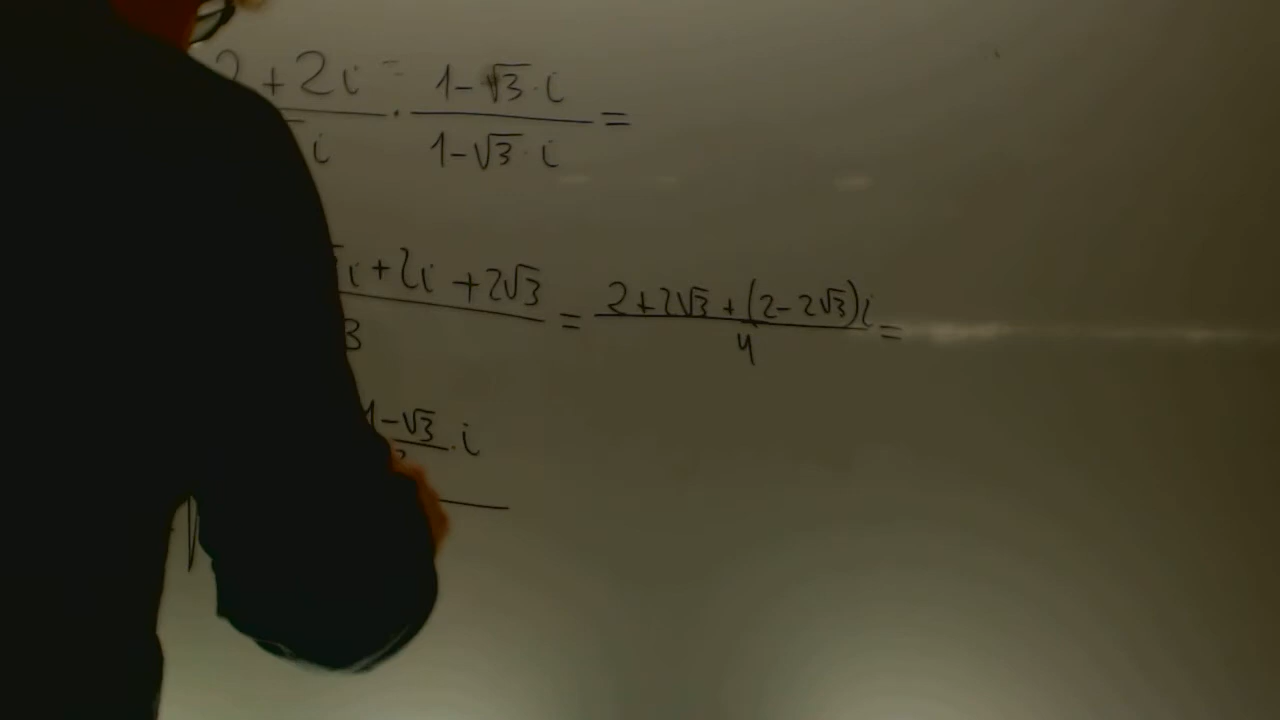 2 + 2i · 1 - √3 · i =
i 1 - √3 · i
i + 2i + 2√3 = 2 + 2√3 + (2 - 2√3)i =
3 4
1 - √3 · i